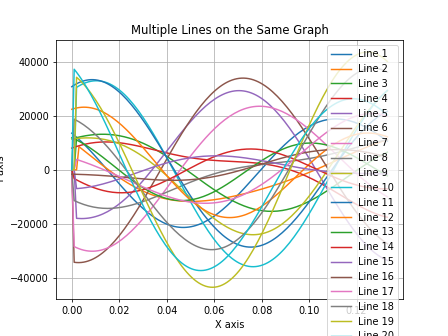 Multiple Lines on the Same Graph
40000
20000
0
−20000
−40000
axis
0.00
0.02
0.04
0.06
0.08
0.10
X axis
Line 1
Line 2
Line 3
Line 4
Line 5
Line 6
Line 7
Line 8
Line 9
Line 10
Line 11
Line 12
Line 13
Line 14
Line 15
Line 16
Line 17
Line 18
Line 19
Line 20